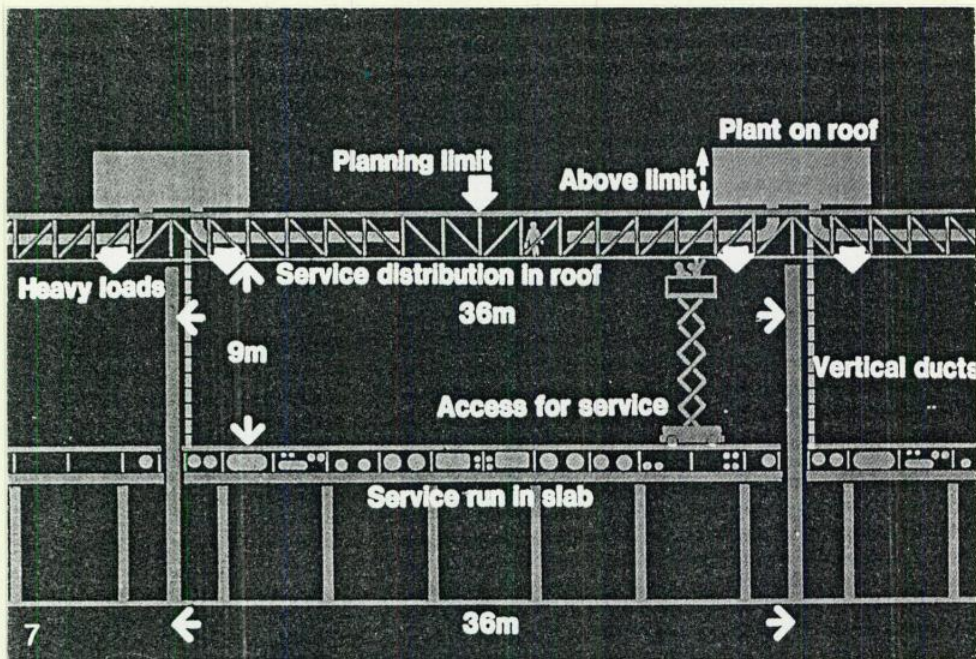 Plant on roof
Planning limit
Above limit
Heavy loads
Service distribution in roof
36m
9m
Vertical ducts
Access for service
Service run in slab
36m
7